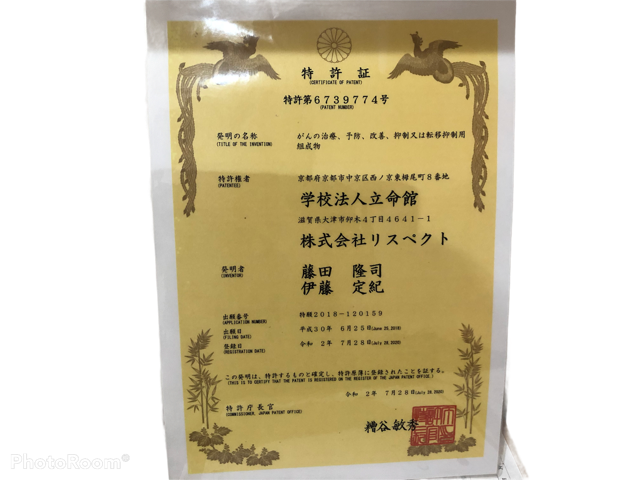 特許証
(CERTIFICATE OF PATENT)
特許第6739774号
(PATENT NUMBER)
発明の名称
(TITLE OF THE INVENTION)
がんの治療、予防、改善、抑制又は転移抑制用
組成物
特許権者
(PATENTEE)
京都府京都市中京区西ノ京東栂尾町8番地
学校法人立命館
滋賀県大津市仰木4丁目4641-1
株式会社リスペクト
発明者
(INVENTOR)
藤田 隆司
伊藤 定紀
出願番号
(APPLICATION NUMBER)
特願2018-120159
出願日
(FILING DATE)
平成30年 6月25日(June 25,2018)
登録日
(REGISTRATION DATE)
令和 2年 7月28日(July 28,2020)
この発明は、特許するものと確定し、特許原簿に登録されたことを証する。
(THIS IS TO CERTIFY THAT THE PATENT IS REGISTERED ON THE REGISTER OF THE JAPAN PATENT OFFICE.)
令和 2年 7月28日(July 28,2020)
特許庁長官
(COMMISSIONER, JAPAN PATENT OFFICE)
糟谷敏秀
PhotoRoom